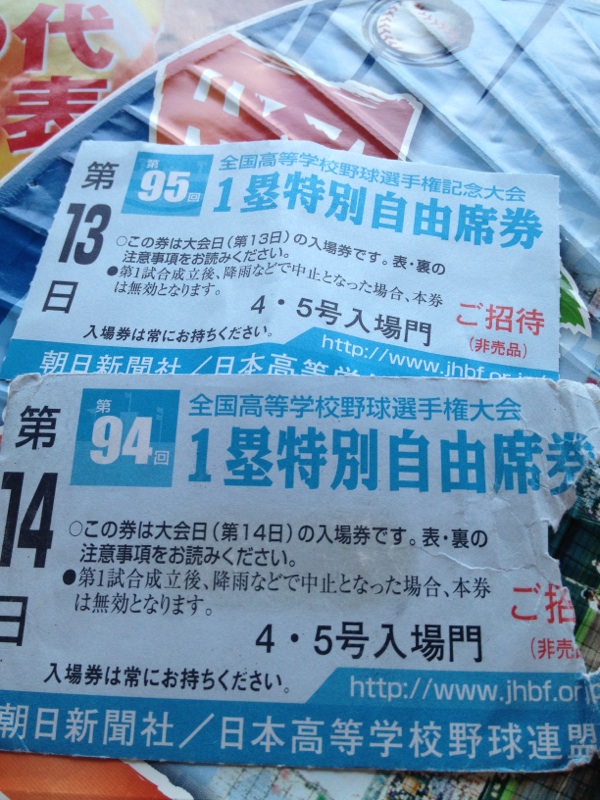 代表
第13日
第95回
全国高等学校野球選手権記念大会
1塁特別自由席券
○この券は大会日(第13日)の入場券です。表・裏の
注意事項をお読みください。
●第1試合成立後、降雨などで中止となった場合、本券
は無効となります。
4・5号入場門
ご招待
(非売品)
入場券は常にお持ちください。
http://www.jhbf.or.jp
朝日新聞社/日本高等学校
第14日
第94回
全国高等学校野球選手権大会
1塁特別自由席券
○この券は大会日(第14日)の入場券です。表・裏の
注意事項をお読みください。
●第1試合成立後、降雨などで中止となった場合、本券
は無効となります。
4・5号入場門
ご招
(非売品
入場券は常にお持ちください。
http://www.jhbf.or.jp
朝日新聞社/日本高等学校野球連盟